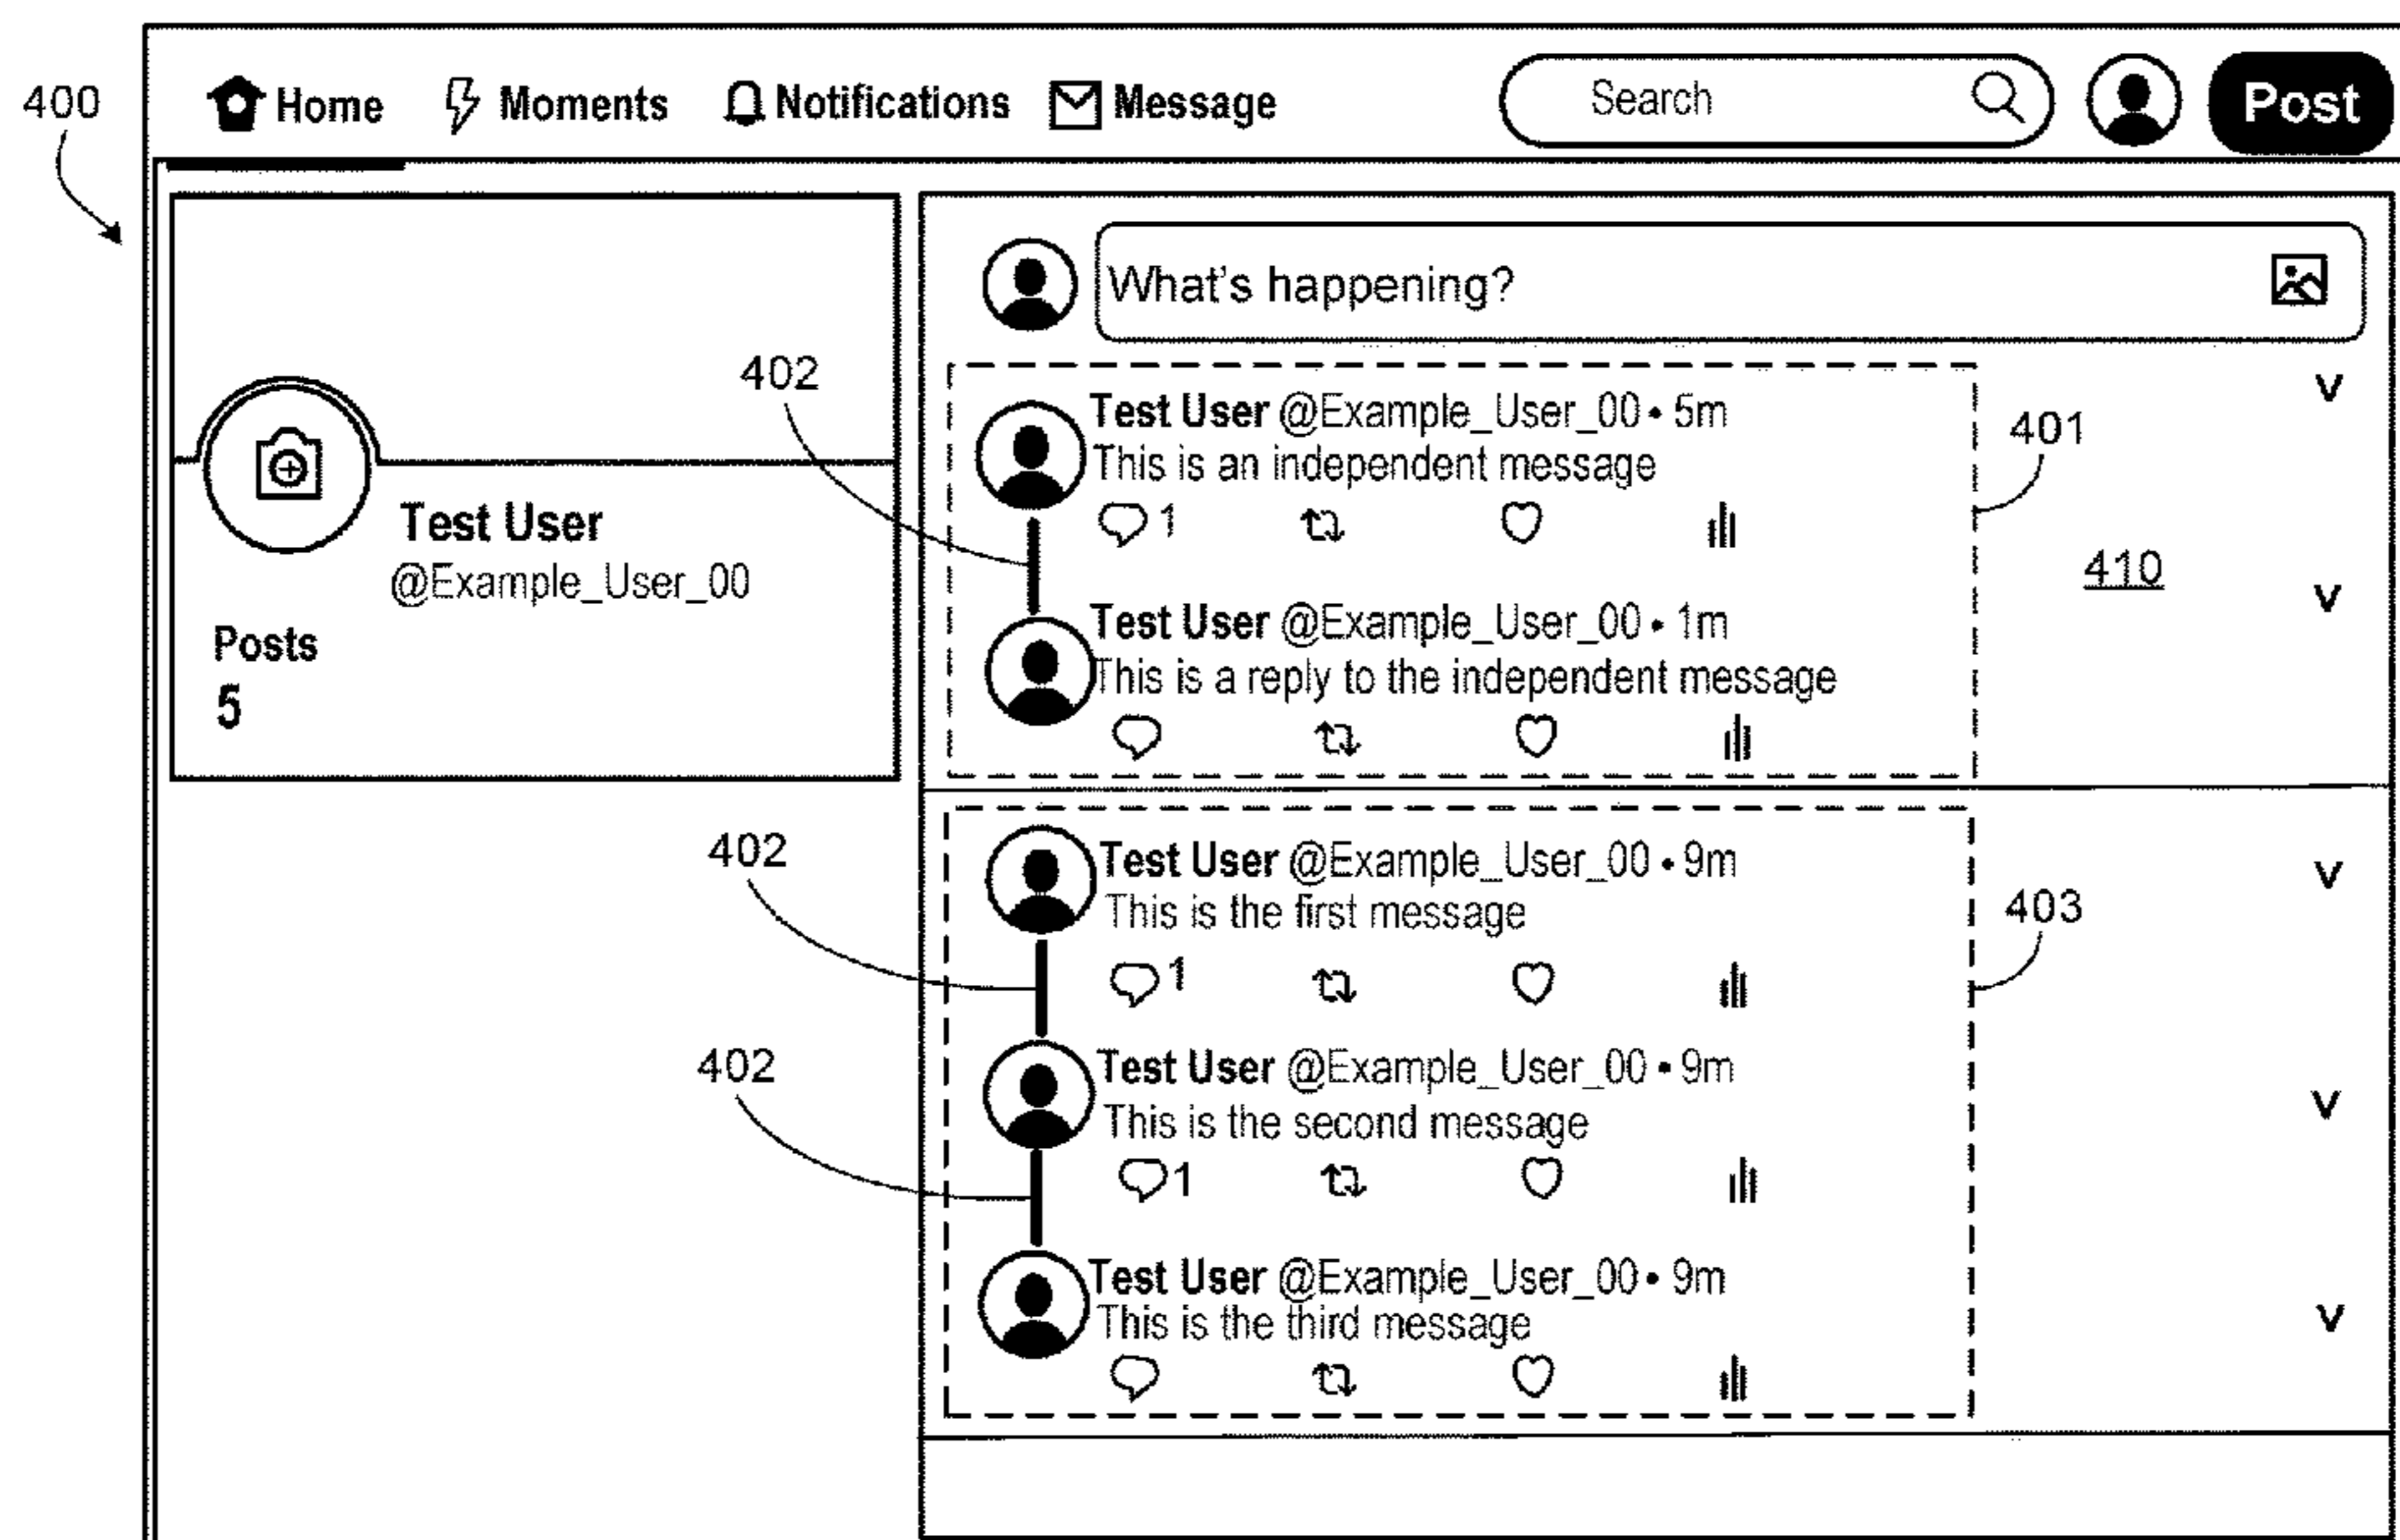 400
Home Moments Notifications Message Search Post
What's happening?
402
Test User @Example_User_00 • 5m
This is an independent message
1
401
Test User
@Example_User_00
Posts
5
410
Test User @Example_User_00 • 1m
This is a reply to the independent message
402
Test User @Example_User_00 • 9m
This is the first message
1
403
402
Test User @Example_User_00 • 9m
This is the second message
1
Test User @Example_User_00 • 9m
This is the third message